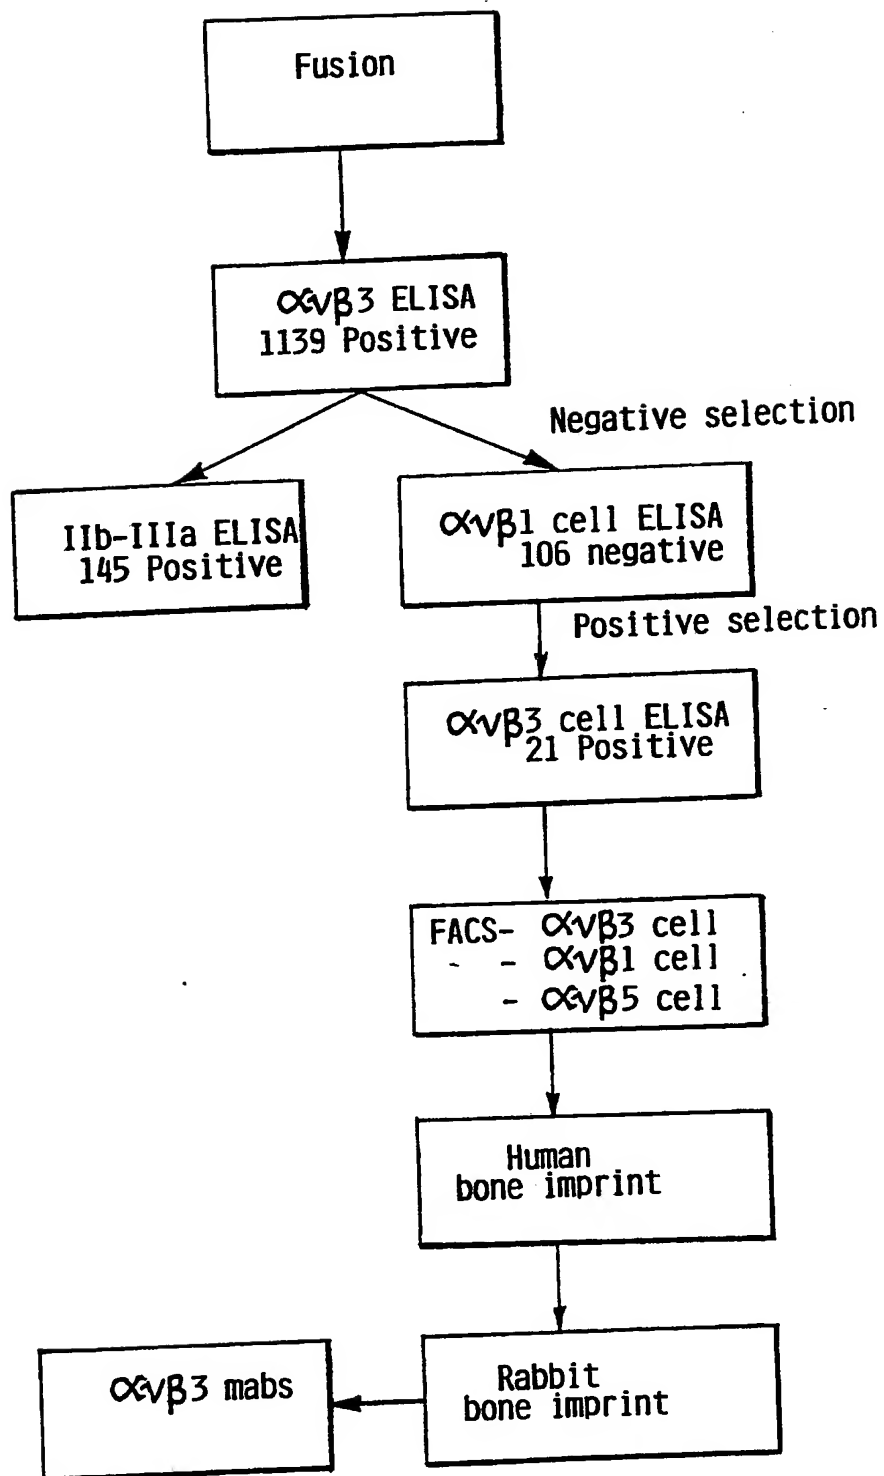 Fusion
αvβ3 ELISA
1139 Positive
Negative selection
IIb-IIIa ELISA
145 Positive
αvβ1 cell ELISA
106 negative
Positive selection
αvβ3 cell ELISA
21 Positive
FACS- αvβ3 cell
- αvβ1 cell
- αvβ5 cell
Human
bone imprint
Rabbit
bone imprint
αvβ3 mabs